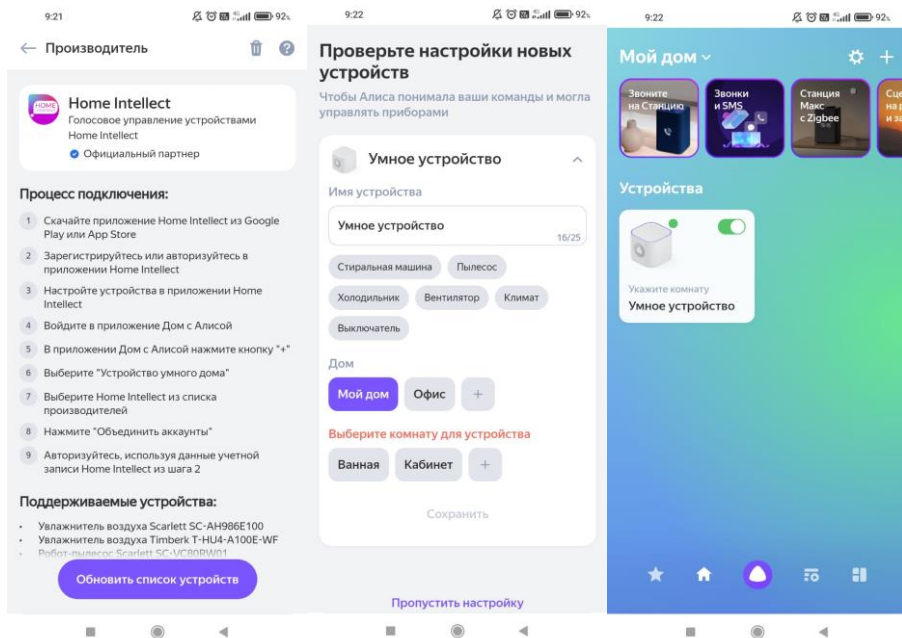 9:21
92%
Производитель
HOME
Home Intellect
Голосовое управление устройствами
Home Intellect
Официальный партнер
Процесс подключения:
1 Скачайте приложение Home Intellect из Google
Play или App Store
2 Зарегистрируйтесь или авторизуйтесь в
приложении Home Intellect
3 Настройте устройства в приложении Home
Intellect
4 Войдите в приложение Дом с Алисой
5 В приложении Дом с Алисой нажмите кнопку "+"
6 Выберите "Устройство умного дома"
7 Выберите Home Intellect из списка
производителей
8 Нажмите "Объединить аккаунты"
9 Авторизуйтесь, используя данные учетной
записи Home Intellect из шага 2
Поддерживаемые устройства:
• Увлажнитель воздуха Scarlett SC-AH986E100
• Увлажнитель воздуха Timberk T-HU4-A100E-WF
• Робот-пылесос Scarlett SC-VC80RW01
Обновить список устройств
9:22
92%
Проверьте настройки новых
устройств
Чтобы Алиса понимала ваши команды и могла
управлять приборами
Умное устройство
Имя устройства
Умное устройство
16/25
Стиральная машина Пылесос
Холодильник Вентилятор Климат
Выключатель
Дом
Мой дом Офис +
Выберите комнату для устройства
Ванная Кабинет +
Сохранить
Пропустить настройку
9:22
92%
Мой дом
Звоните
на Станцию
Звонки
и SMS
Станция
Макс
с Zigbee
Сце
на р
и за
Устройства
Укажите комнату
Умное устройство